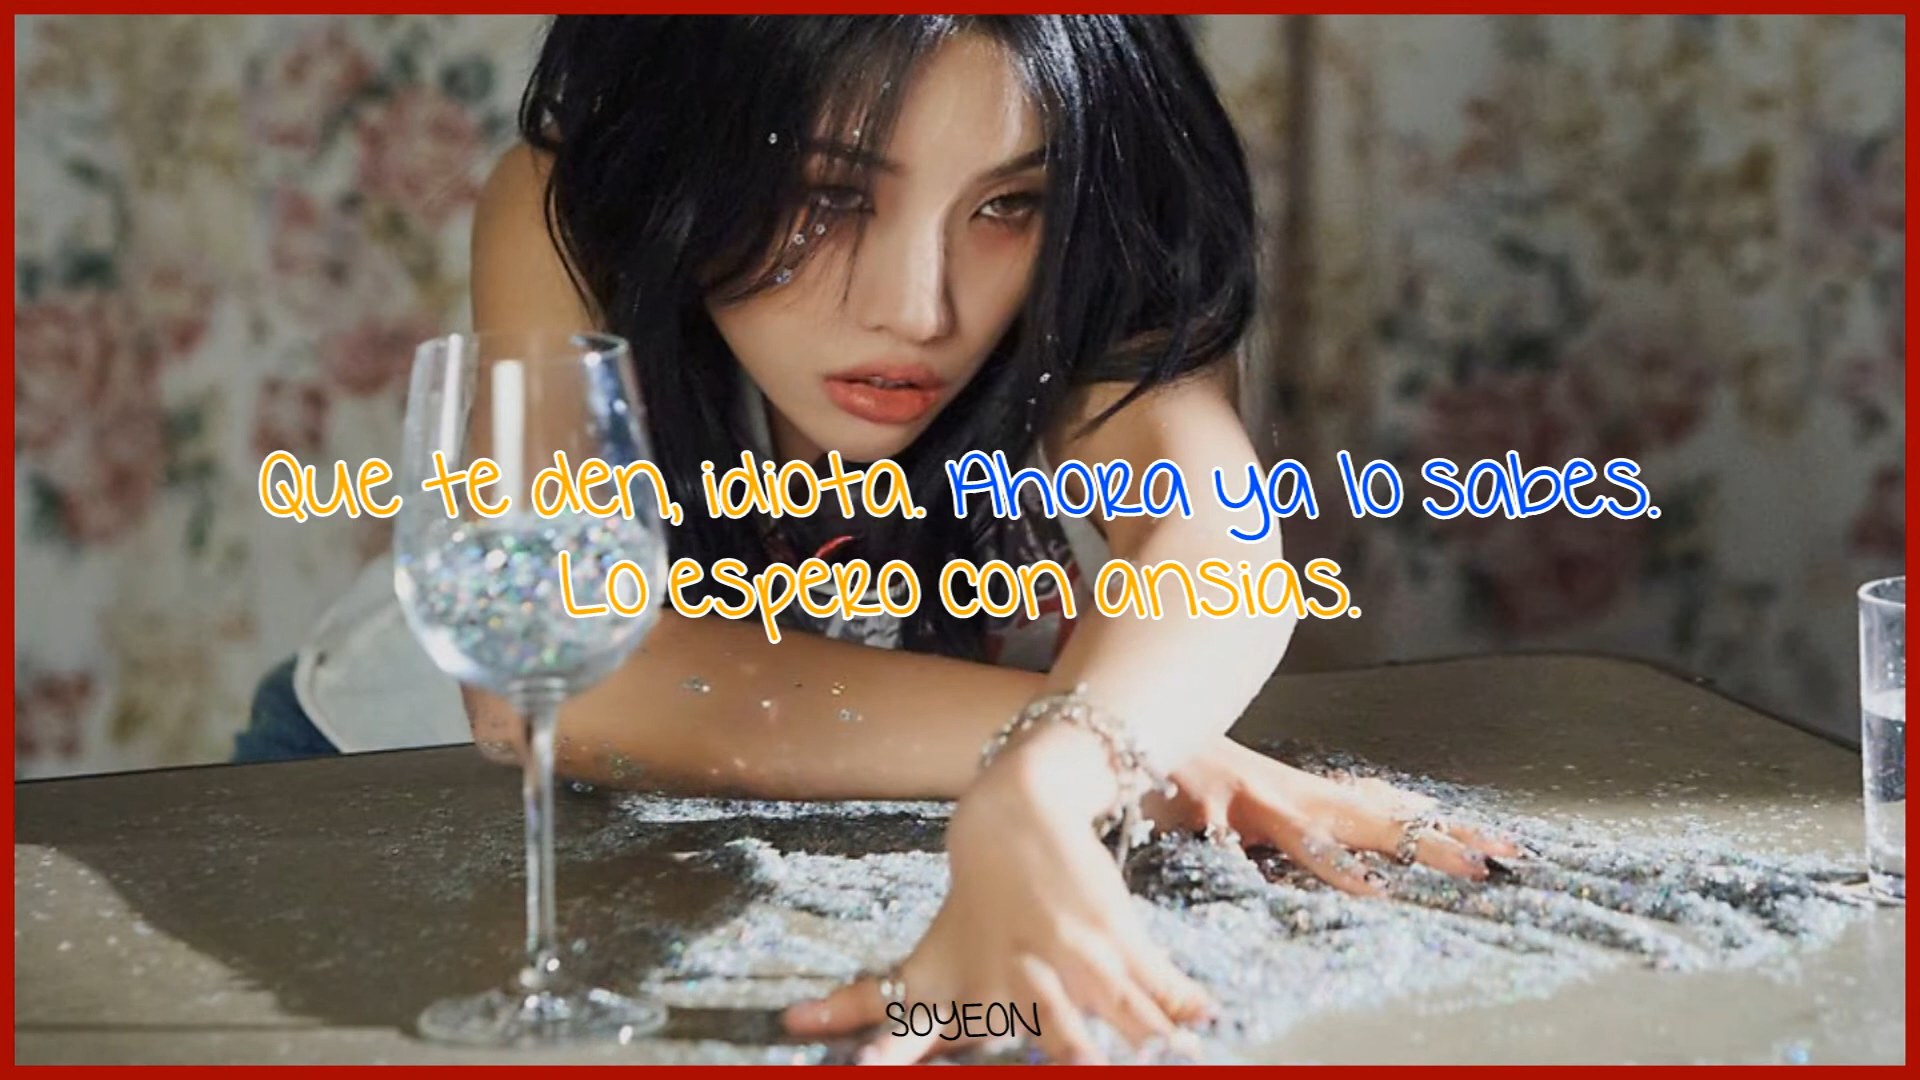 Que te den, idiota. Ahora ya lo sabes.
Lo espero con ansias.
SOYEON